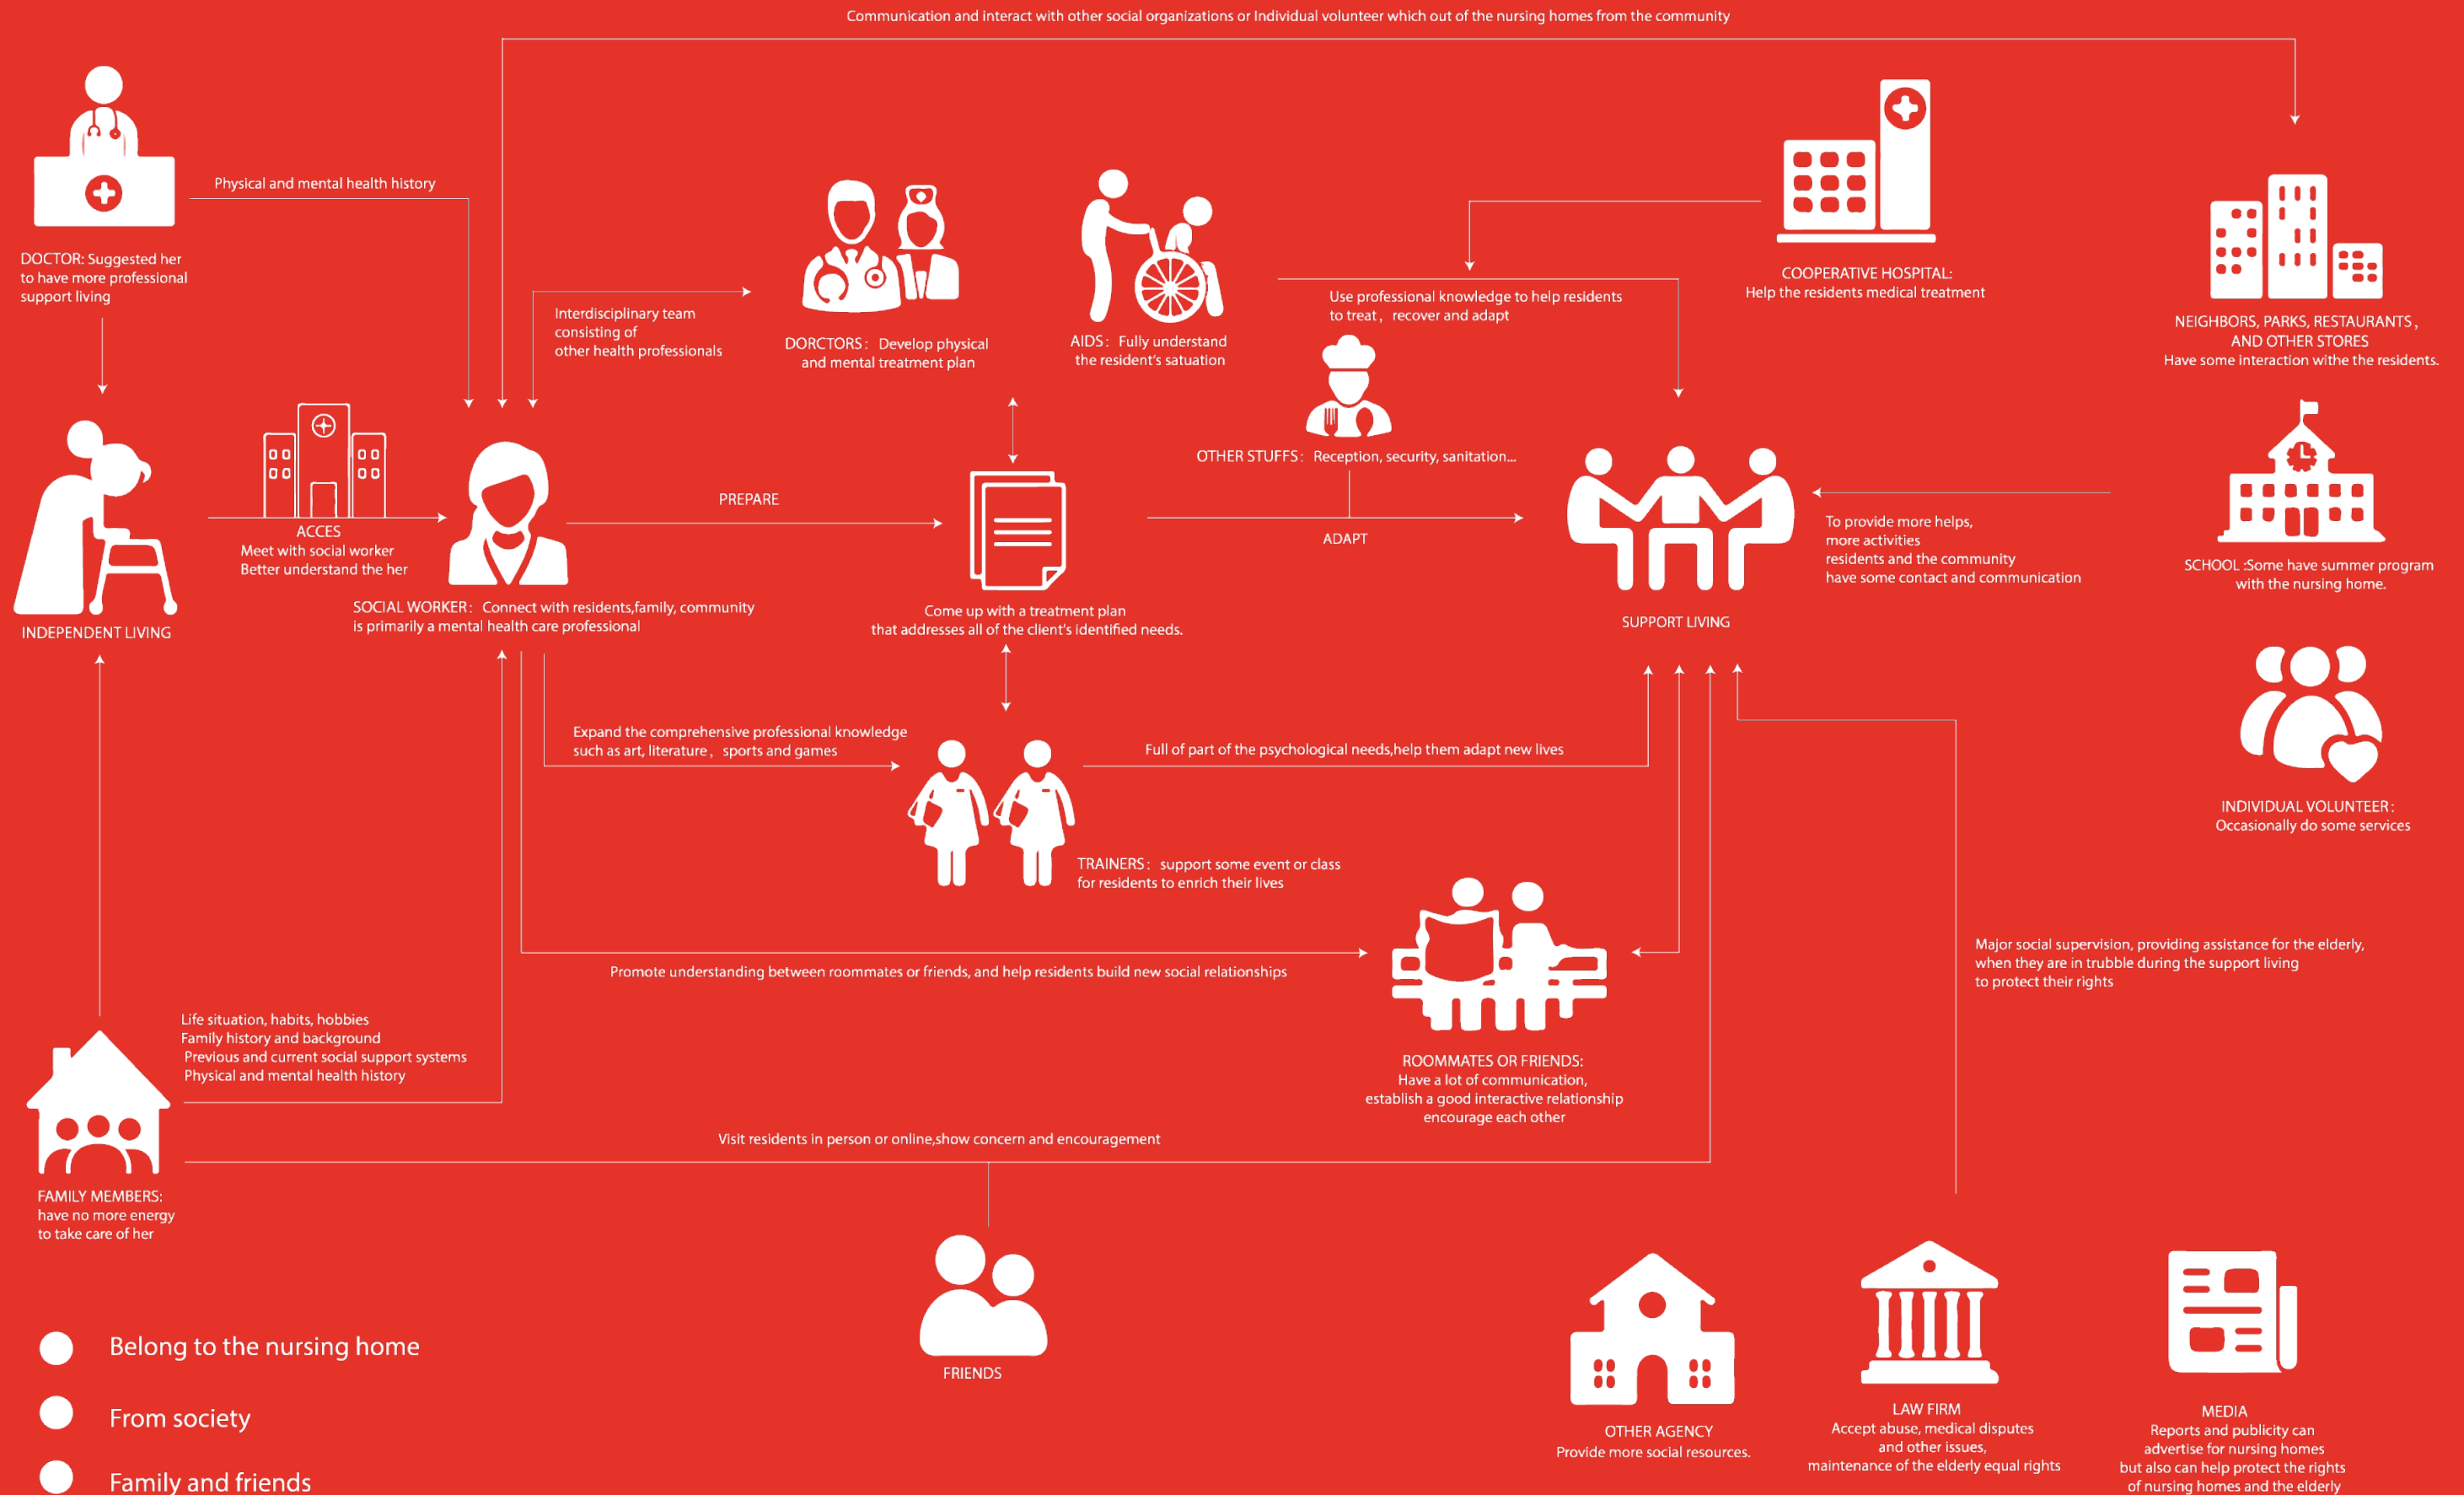 Communication and interact with other social organizations or Individual volunteer which out of the nursing homes from the community
Physical and mental health history
DOCTOR: Suggested her
to have more professional
support living
Interdisciplinary team
consisting of
other health professionals
DORCTORS: Develop physical
and mental treatment plan
AIDS: Fully understand
the resident's satuation
Use professional knowledge to help residents
to treat, recover and adapt
COOPERATIVE HOSPITAL:
Help the residents medical treatment
NEIGHBORS, PARKS, RESTAURANTS,
AND OTHER STORES
Have some interaction withe the residents.
INDEPENDENT LIVING
ACCES
Meet with social worker
Better understand the her
SOCIAL WORKER: Connect with residents,family, community
is primarily a mental health care professional
PREPARE
Come up with a treatment plan
that addresses all of the client's identified needs.
OTHER STUFFS: Reception, security, sanitation...
ADAPT
SUPPORT LIVING
To provide more helps,
more activities
residents and the community
have some contact and communication
SCHOOL :Some have summer program
with the nursing home.
INDIVIDUAL VOLUNTEER:
Occasionally do some services
Expand the comprehensive professional knowledge
such as art, literature, sports and games
Full of part of the psychological needs,help them adapt new lives
TRAINERS: support some event or class
for residents to enrich their lives
Promote understanding between roommates or friends, and help residents build new social relationships
ROOMMATES OR FRIENDS:
Have a lot of communication,
establish a good interactive relationship
encourage each other
Major social supervision, providing assistance for the elderly,
when they are in trubble during the support living
to protect their rights
Life situation, habits, hobbies
Family history and background
Previous and current social support systems
Physical and mental health history
Visit residents in person or online,show concern and encouragement
FAMILY MEMBERS:
have no more energy
to take care of her
FRIENDS
OTHER AGENCY
Provide more social resources.
LAW FIRM
Accept abuse, medical disputes
and other issues,
maintenance of the elderly equal rights
MEDIA
Reports and publicity can
advertise for nursing homes
but also can help protect the rights
of nursing homes and the elderly
Belong to the nursing home
From society
Family and friends